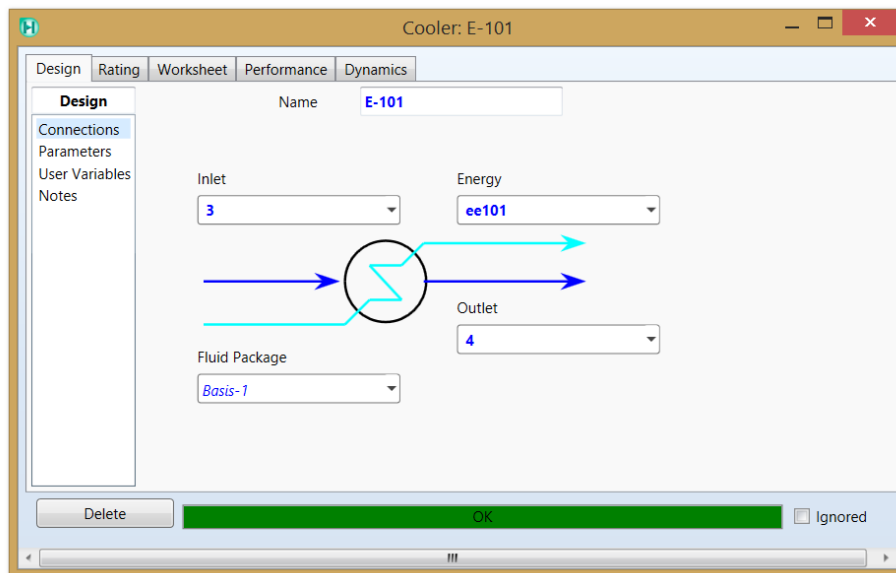 Cooler: E-101
Design Rating Worksheet Performance Dynamics
Design
Connections
Parameters
User Variables
Notes
Name E-101
Inlet
3
Energy
ee101
Outlet
4
Fluid Package
Basis-1
Delete
OK
Ignored